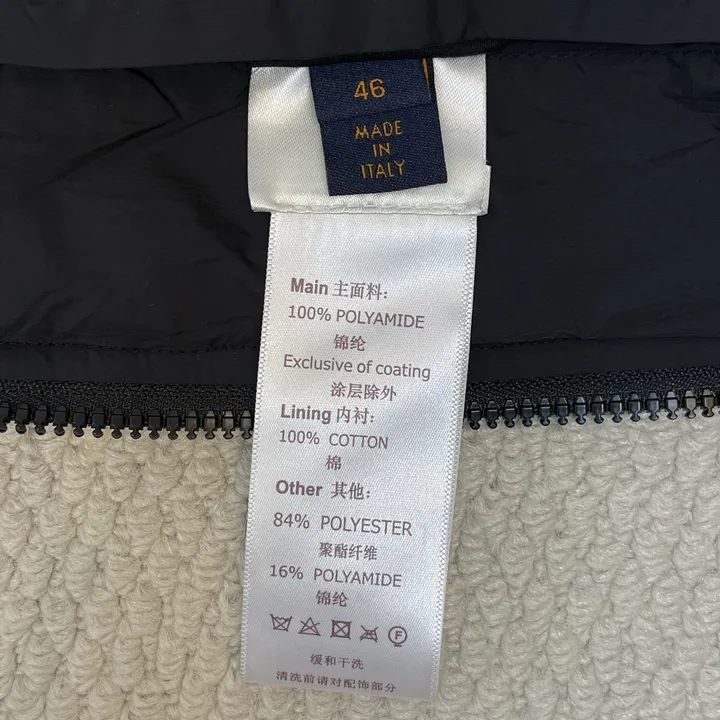 46
MADE
IN
ITALY
Main 主面料:
100% POLYAMIDE
锦纶
Exclusive of coating
涂层除外
Lining 内衬:
100% COTTON
棉
Other 其他:
84% POLYESTER
聚酯纤维
16% POLYAMIDE
锦纶
F
缓和干洗
清洗前请对配饰部分